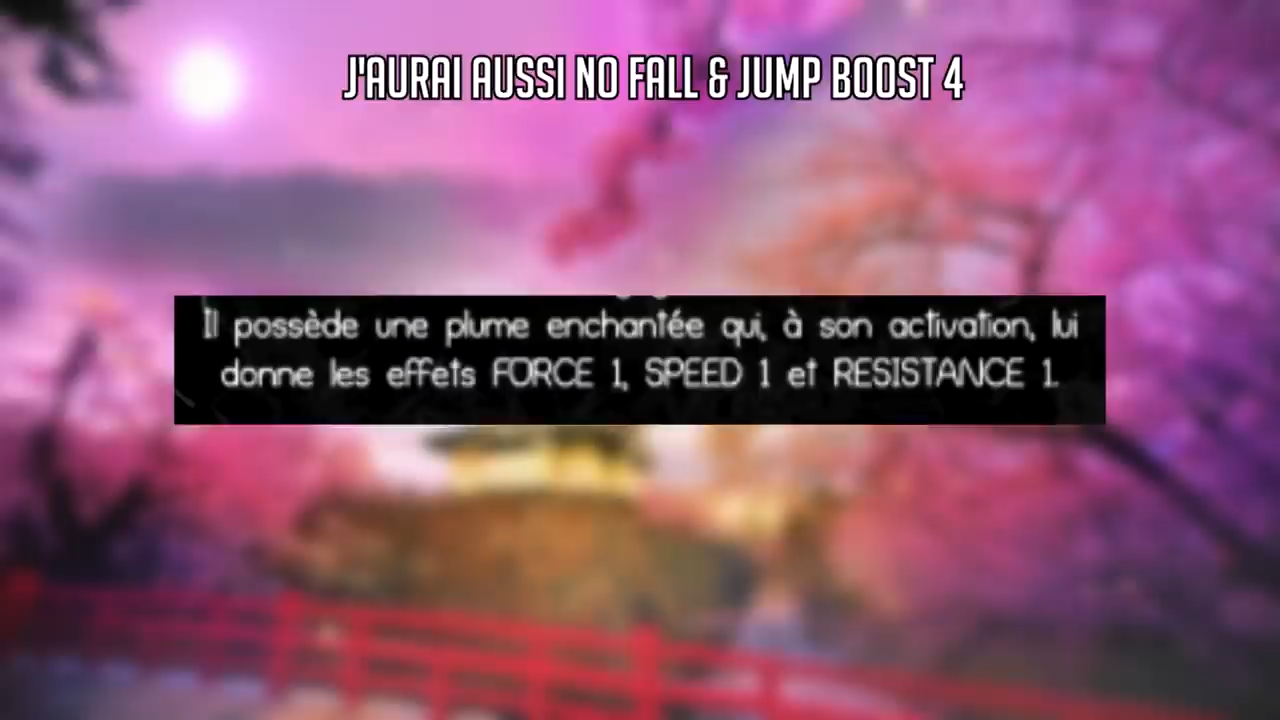 J'AURAI AUSSI NO FALL & JUMP BOOST 4
Il possède une plume enchantée qui, à son activation, lui
donne les effets FORCE 1, SPEED 1 et RESISTANCE 1.